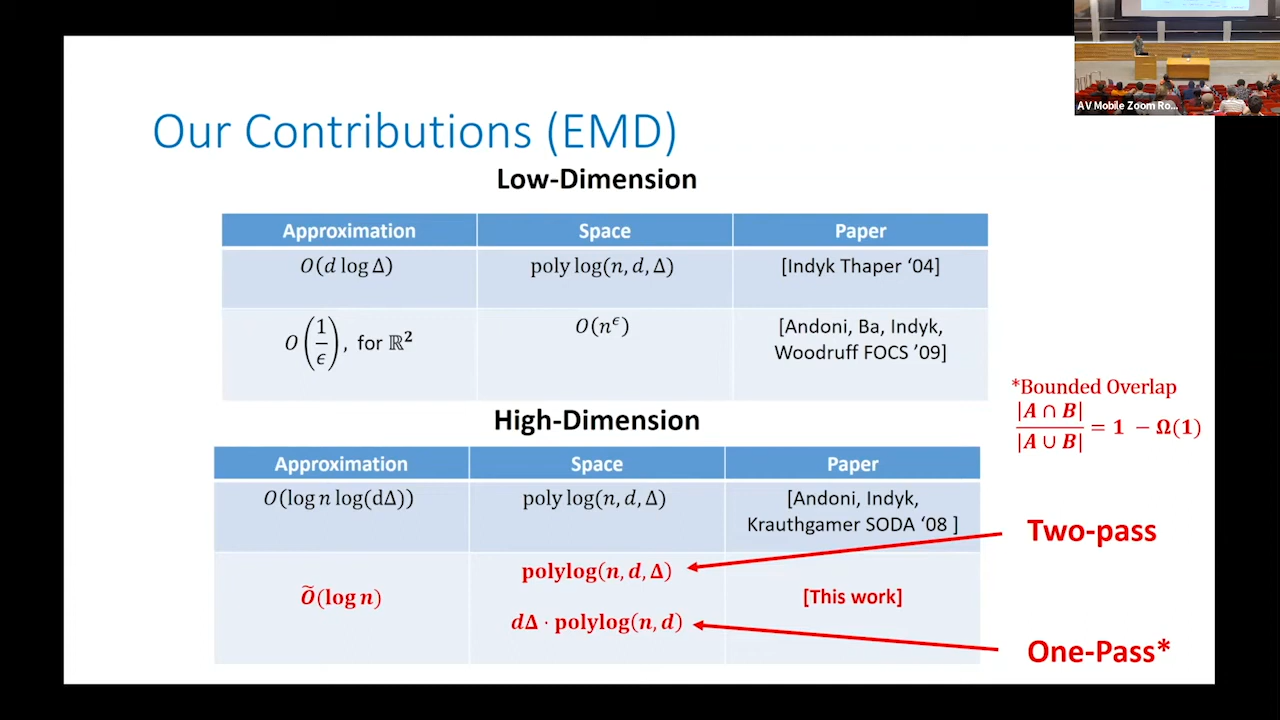 AV Mobile Zoom Ro...
Our Contributions (EMD)
Low-Dimension
Approximation Space Paper
O(d log Δ) poly log(n, d, Δ) [Indyk Thaper ‘04]
O(1/ϵ), for ℝ² O(n^ϵ) [Andoni, Ba, Indyk,
Woodruff FOCS ’09]
*Bounded Overlap
|A ∩ B| / |A ∪ B| = 1 − Ω(1)
High-Dimension
Approximation Space Paper
O(log n log(dΔ)) poly log(n, d, Δ) [Andoni, Indyk,
Krauthgamer SODA ‘08 ]
Two-pass
polylog(n, d, Δ)
Õ(log n) [This work]
dΔ · polylog(n, d)
One-Pass*